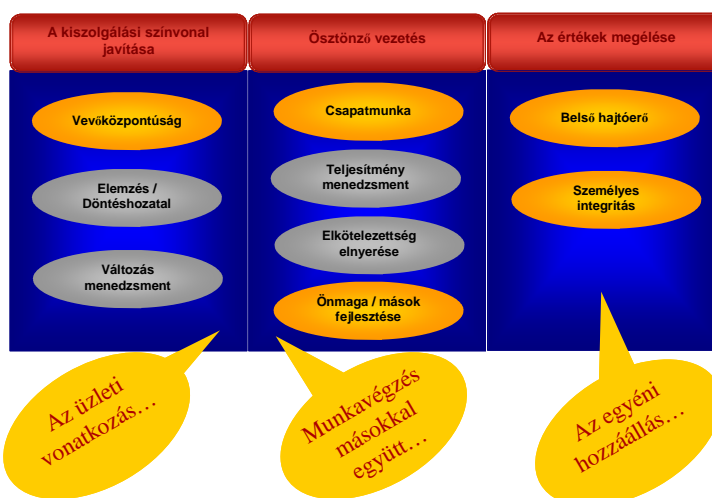 A kiszolgálási színvonal
javítása
Vevőközpontúság
Elemzés /
Döntéshozatal
Változás
menedzsment
Az üzleti
vonatkozás…
Ösztönző vezetés
Csapatmunka
Teljesítmény
menedzsment
Elkötelezettség
elnyerése
Önmaga / mások
fejlesztése
Munkavégzés
másokkal
együtt…
Az értékek megélése
Belső hajtóerő
Személyes
integritás
Az egyéni
hozzáállás…